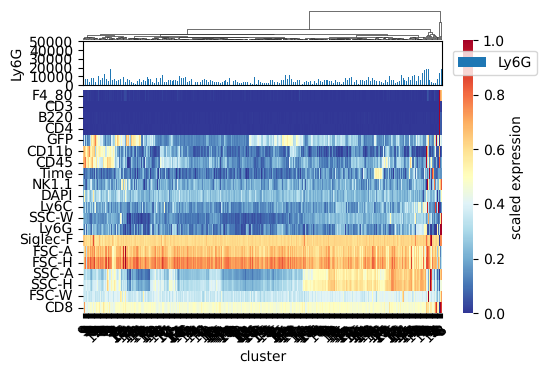 50000
40000
30000
20000
10000
Ly6G
Ly6G
F4_80
CD3
B220
CD4
GFP
CD11b
CD45
Time
NK1.1
DAPI
Ly6C
SSC-W
Ly6G
Siglec-F
FSC-A
FSC-H
SSC-A
SSC-H
FSC-W
CD8
1.0
0.8
0.6
0.4
0.2
0.0
scaled expression
cluster